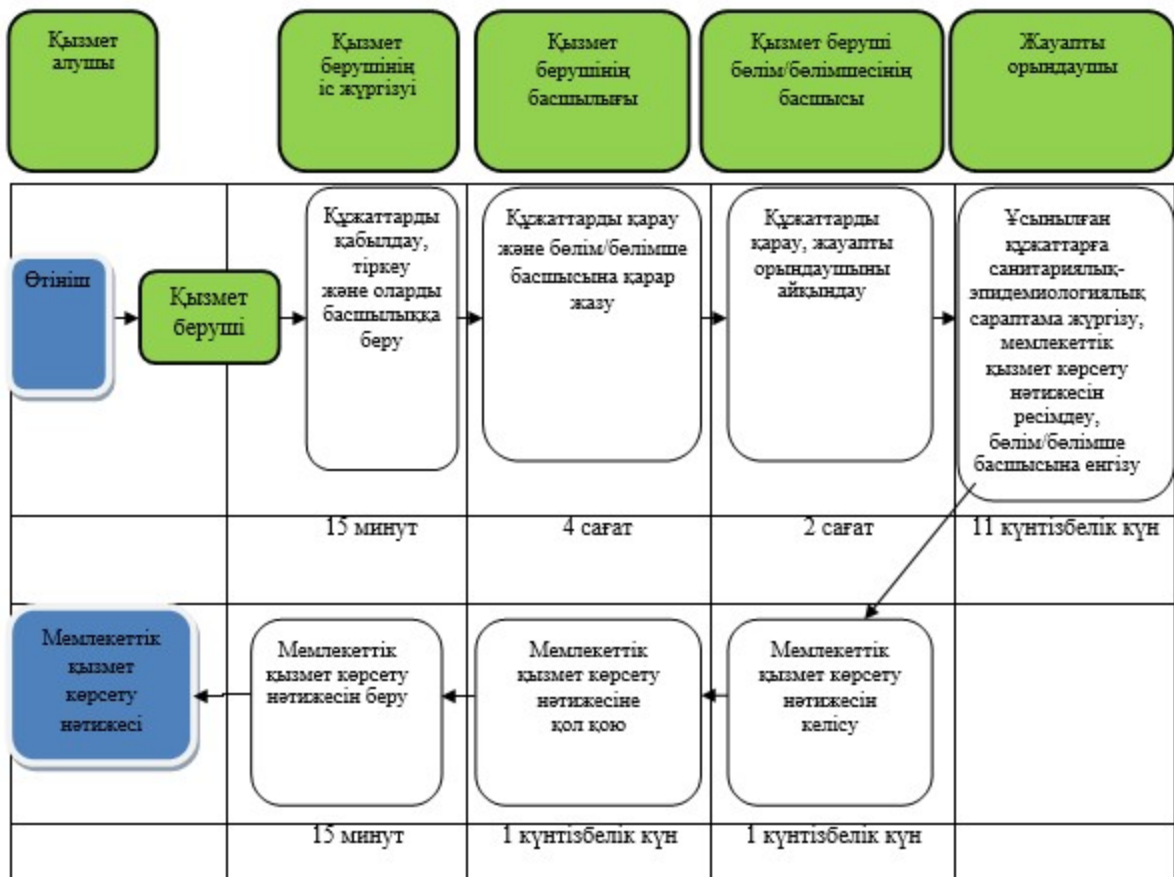 Қызмет
алушы
Қызмет
берушінің
іс жүргізуі
Қызмет
берушінің
басшылығы
Қызмет беруші
бөлім/бөлімшесінің
басшысы
Жауапты
орындаушы
Өтініш
Қызмет
беруші
Құжаттарды
қабылдау,
тіркеу
және оларды
басшылыққа
беру
Құжаттарды қарау
және бөлім/бөлімше
басшысына қарар
жазу
Құжаттарды
қарау, жауапты
орындаушыны
айқындау
Ұсынылған
құжаттарға
санитариялық-
эпидемиологиялық
сараптама жүргізу,
мемлекеттік
қызмет көрсету
нәтижесін
ресімдеу,
бөлім/бөлімше
басшысына енгізу
15 минут
4 сағат
2 сағат
11 күнтізбелік күн
Мемлекеттік
қызмет
көрсету
нәтижесі
Мемлекеттік
қызмет көрсету
нәтижесін беру
Мемлекеттік
қызмет көрсету
нәтижесіне
қол қою
Мемлекеттік
қызмет көрсету
нәтижесін
келісу
15 минут
1 күнтізбелік күн
1 күнтізбелік күн